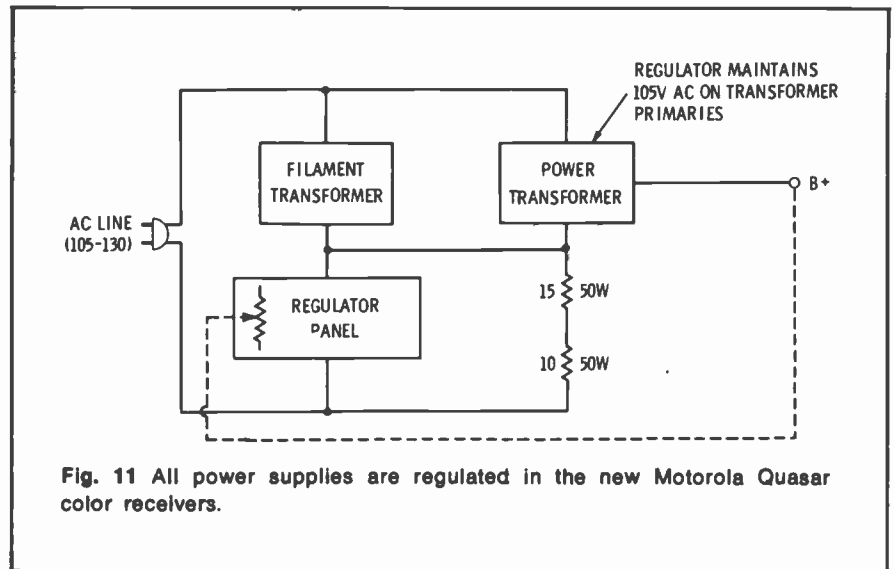 REGULATOR MAINTAINS
105V AC ON TRANSFORMER
PRIMARIES
FILAMENT
TRANSFORMER
POWER
TRANSFORMER
B+
AC LINE
(105-130)
REGULATOR
PANEL
15 50W
10 50W
Fig. 11 All power supplies are regulated in the new Motorola Quasar
color receivers.